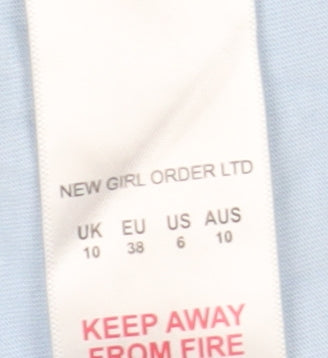 NEW GIRL ORDER LTD
UK EU US AUS
10 38 6 10
KEEP AWAY
FROM FIRE